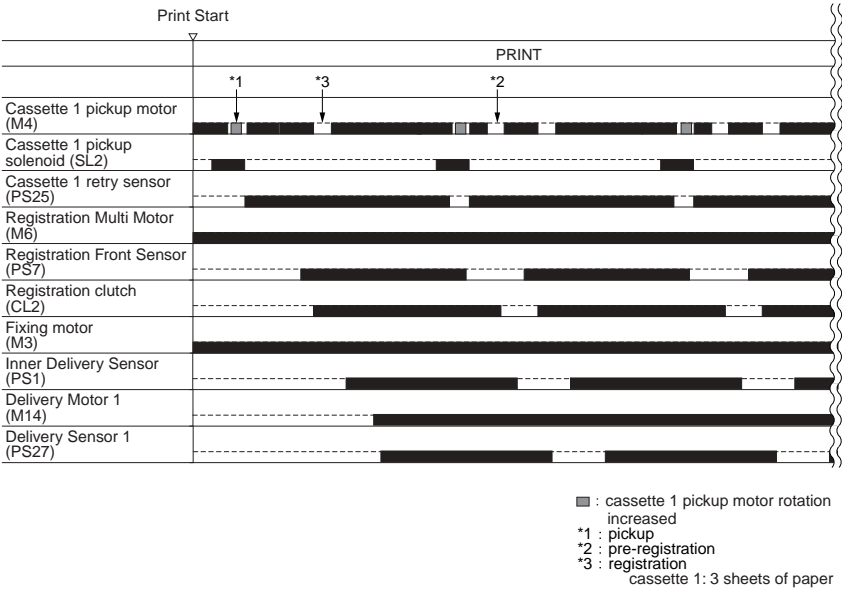 Print Start
PRINT
*1 *3 *2
Cassette 1 pickup motor
(M4)
Cassette 1 pickup
solenoid (SL2)
Cassette 1 retry sensor
(PS25)
Registration Multi Motor
(M6)
Registration Front Sensor
(PS7)
Registration clutch
(CL2)
Fixing motor
(M3)
Inner Delivery Sensor
(PS1)
Delivery Motor 1
(M14)
Delivery Sensor 1
(PS27)
: cassette 1 pickup motor rotation
increased
*1 : pickup
*2 : pre-registration
*3 : registration
cassette 1: 3 sheets of paper